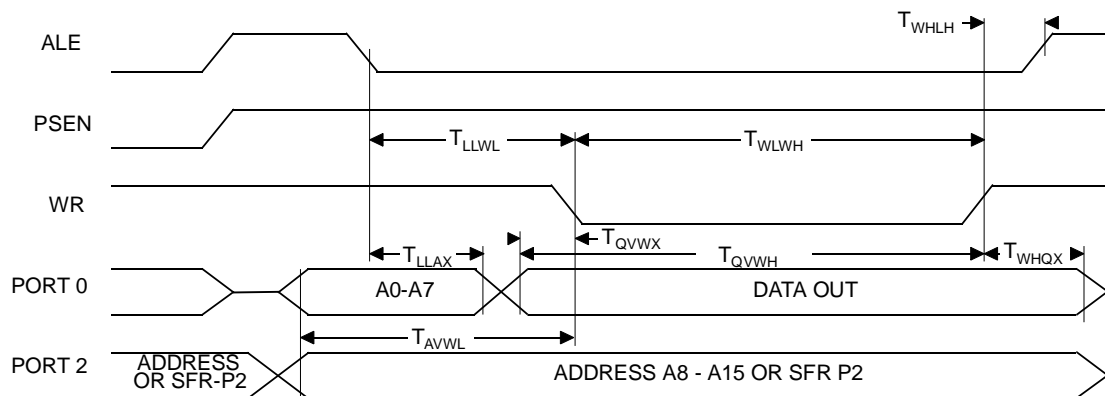 ALE
T_WHLH
PSEN
T_LLWL
T_WLWH
WR
T_QVWX
T_LLAX
T_QVWH
T_WHQX
PORT 0
A0-A7
DATA OUT
T_AVWL
PORT 2
ADDRESS
OR SFR-P2
ADDRESS A8 - A15 OR SFR P2